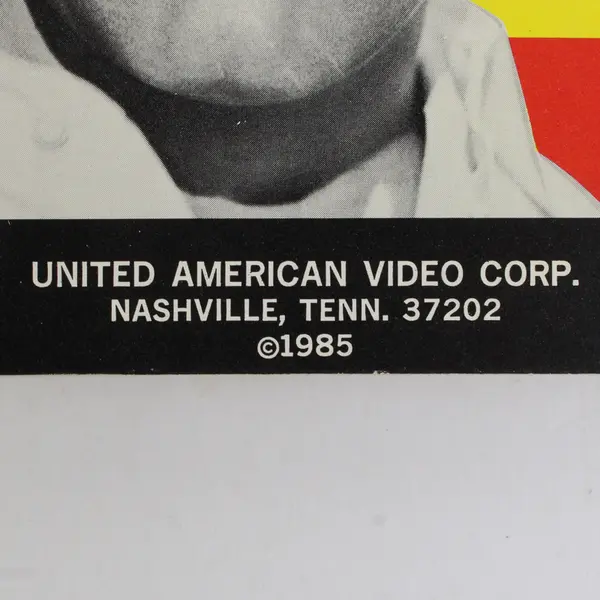 UNITED AMERICAN VIDEO CORP.
NASHVILLE, TENN. 37202
©1985